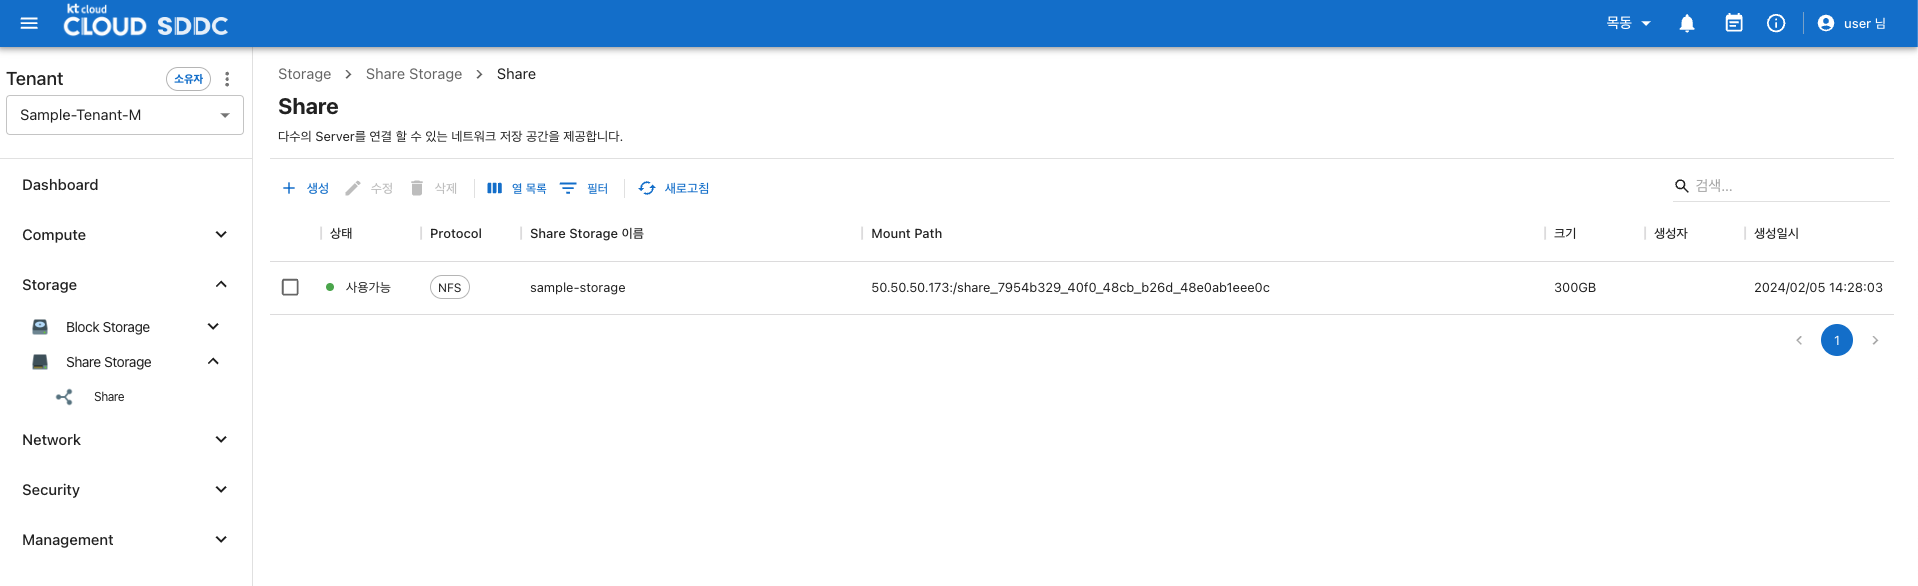 kt cloud
CLOUD SDDC
목동
user 님
Tenant
소유자
Sample-Tenant-M
Dashboard
Compute
Storage
Block Storage
Share Storage
Share
Network
Security
Management
Storage > Share Storage > Share
Share
다수의 Server를 연결 할 수 있는 네트워크 저장 공간을 제공합니다.
생성 수정 삭제 열 목록 필터 새로고침 검색...
상태 Protocol Share Storage 이름 Mount Path 크기 생성자 생성일시
사용가능 NFS sample-storage 50.50.50.173:/share_7954b329_40f0_48cb_b26d_48e0ab1eee0c 300GB 2024/02/05 14:28:03
1